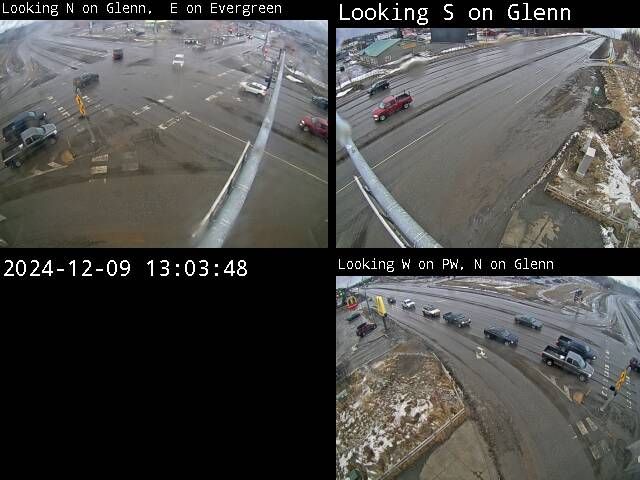 Looking N on Glenn,  E on Evergreen
Looking S on Glenn
2024-12-09 13:03:48
Looking W on PW, N on Glenn